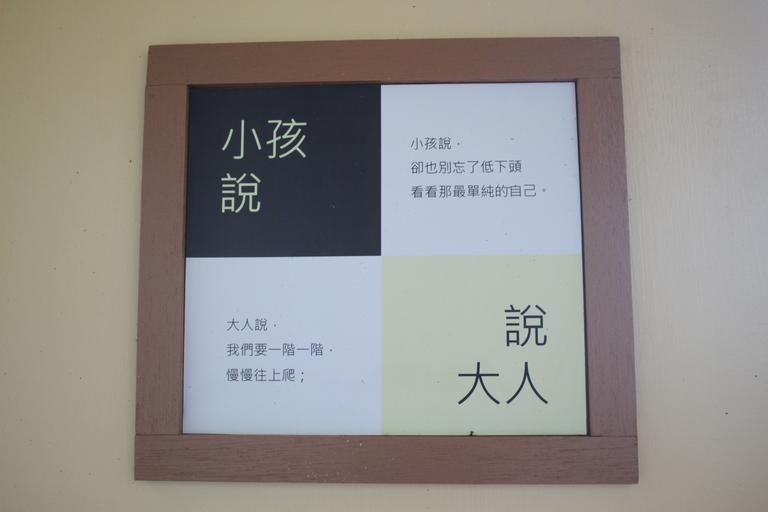 小孩
說
小孩說，
卻也別忘了低下頭
看看那最單純的自己。
大人說，
我們要一階一階，
慢慢往上爬；
說
大人